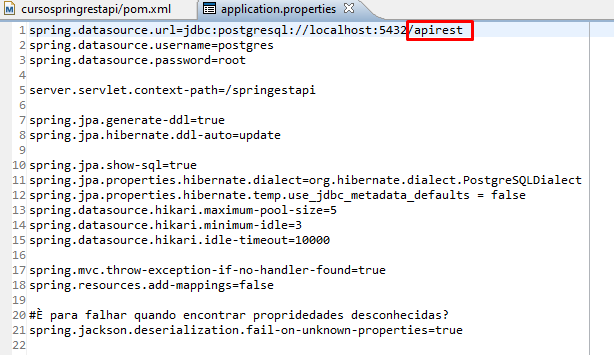 cursospringrestapi/pom.xml application.properties
1 spring.datasource.url=jdbc:postgresql://localhost:5432/apirest
2 spring.datasource.username=postgres
3 spring.datasource.password=root
4
5 server.servlet.context-path=/springestapi
6
7 spring.jpa.generate-ddl=true
8 spring.jpa.hibernate.ddl-auto=update
9
10 spring.jpa.show-sql=true
11 spring.jpa.properties.hibernate.dialect=org.hibernate.dialect.PostgreSQLDialect
12 spring.jpa.properties.hibernate.temp.use_jdbc_metadata_defaults = false
13 spring.datasource.hikari.maximum-pool-size=5
14 spring.datasource.hikari.minimum-idle=3
15 spring.datasource.hikari.idle-timeout=10000
16
17 spring.mvc.throw-exception-if-no-handler-found=true
18 spring.resources.add-mappings=false
19
20 #È para falhar quando encontrar propridedades desconhecidas?
21 spring.jackson.deserialization.fail-on-unknown-properties=true
22